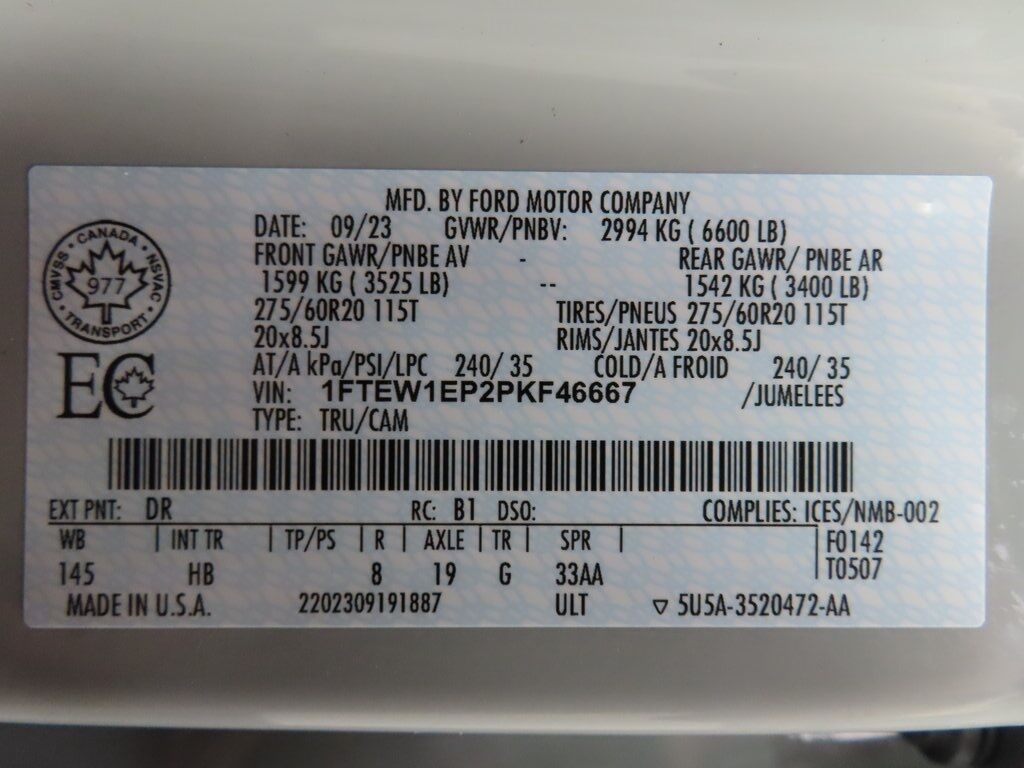 MFD. BY FORD MOTOR COMPANY
DATE: 09/23 GVWR/PNBV: 2994 KG ( 6600 LB)
FRONT GAWR/PNBE AV - REAR GAWR/ PNBE AR
1599 KG ( 3525 LB) -- 1542 KG ( 3400 LB)
275/60R20 115T TIRES/PNEUS 275/60R20 115T
20x8.5J RIMS/JANTES 20x8.5J
AT/A kPa/PSI/LPC 240/ 35 COLD/A FROID 240/ 35
VIN: 1FTEW1EP2PKF46667 /JUMELEES
TYPE: TRU/CAM
CANADA
CMVSS NSVAC
977
TRANSPORT
EC
EXT PNT: DR RC: B1 DSO: COMPLIES: ICES/NMB-002
WB | INT TR | TP/PS | R | AXLE | TR | SPR | F0142
145 HB 8 19 G 33AA T0507
MADE IN U.S.A. 2202309191887 ULT ▽ 5U5A-3520472-AA